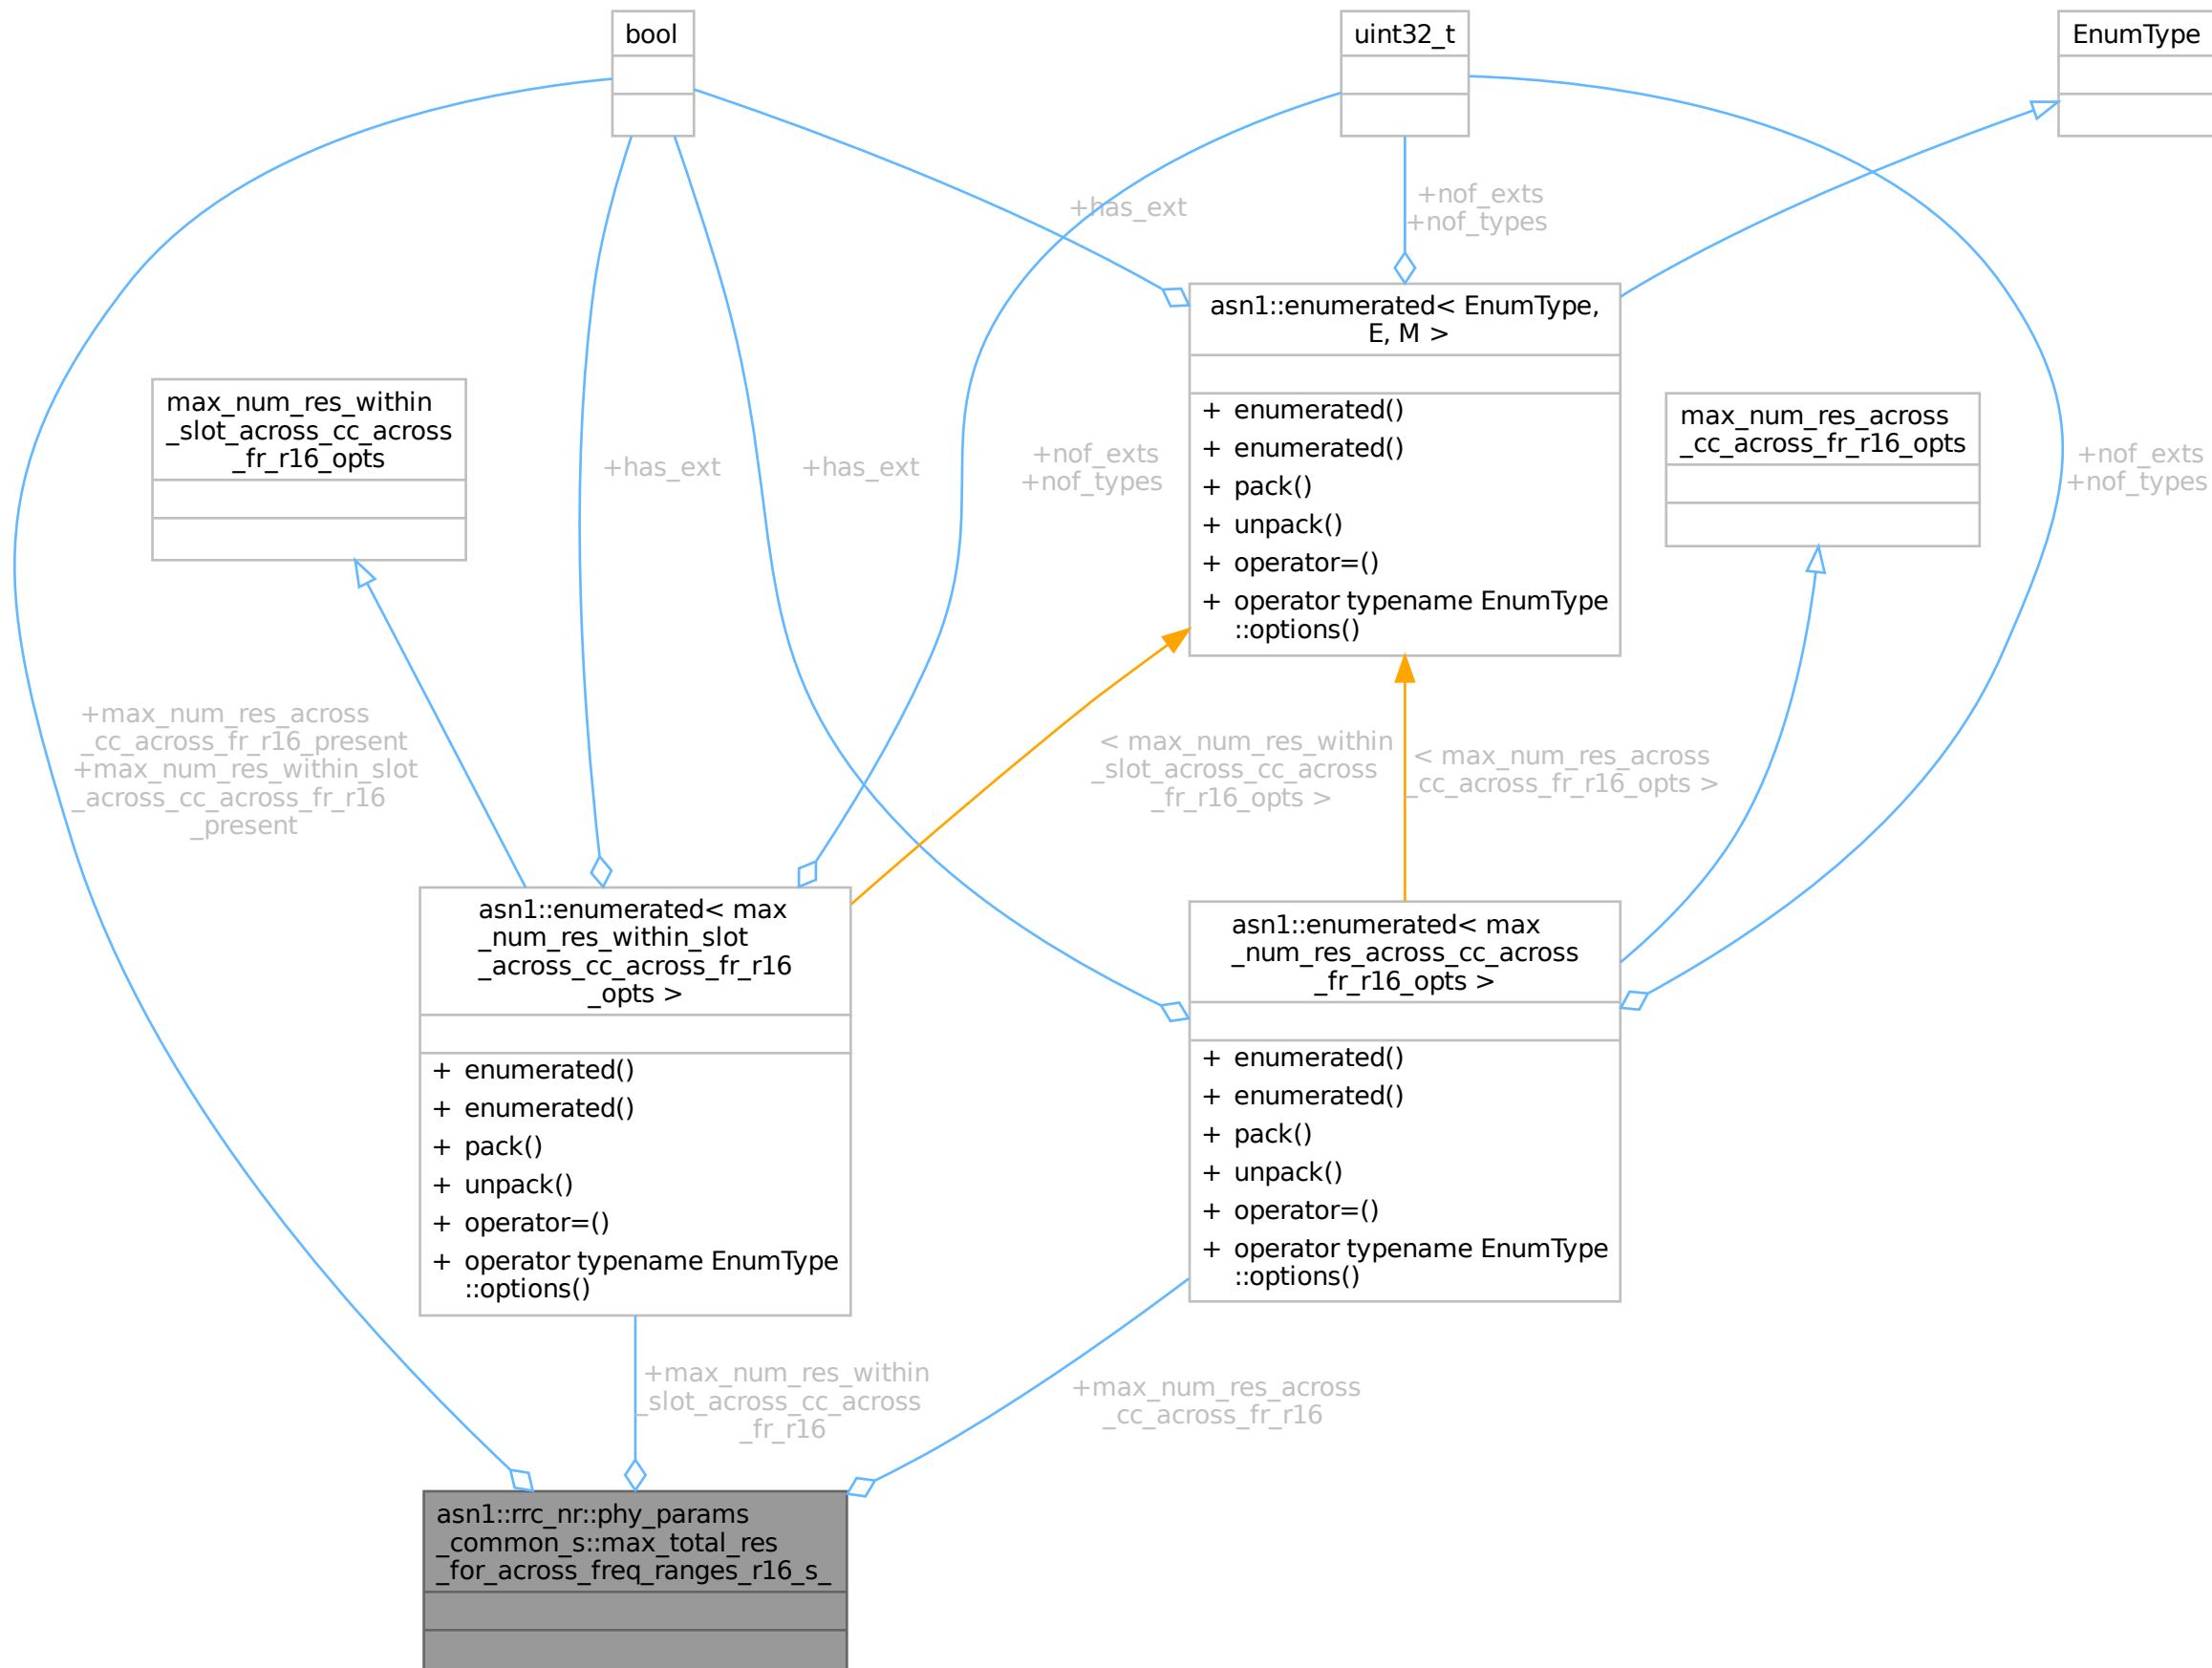 bool
uint32_t
EnumType
+has_ext
+nof_exts
+nof_types
asn1::enumerated< EnumType,
E, M >
+ enumerated()
+ enumerated()
+ pack()
+ unpack()
+ operator=()
+ operator typename EnumType
::options()
max_num_res_within
_slot_across_cc_across
_fr_r16_opts
max_num_res_across
_cc_across_fr_r16_opts
+has_ext
+has_ext
+nof_exts
+nof_types
+nof_exts
+nof_types
+max_num_res_across
_cc_across_fr_r16_present
+max_num_res_within_slot
_across_cc_across_fr_r16
_present
< max_num_res_within
_slot_across_cc_across
_fr_r16_opts >
< max_num_res_across
_cc_across_fr_r16_opts >
asn1::enumerated< max
_num_res_within_slot
_across_cc_across_fr_r16
_opts >
+ enumerated()
+ enumerated()
+ pack()
+ unpack()
+ operator=()
+ operator typename EnumType
::options()
asn1::enumerated< max
_num_res_across_cc_across
_fr_r16_opts >
+ enumerated()
+ enumerated()
+ pack()
+ unpack()
+ operator=()
+ operator typename EnumType
::options()
+max_num_res_within
_slot_across_cc_across
_fr_r16
+max_num_res_across
_cc_across_fr_r16
asn1::rrc_nr::phy_params
_common_s::max_total_res
_for_across_freq_ranges_r16_s_